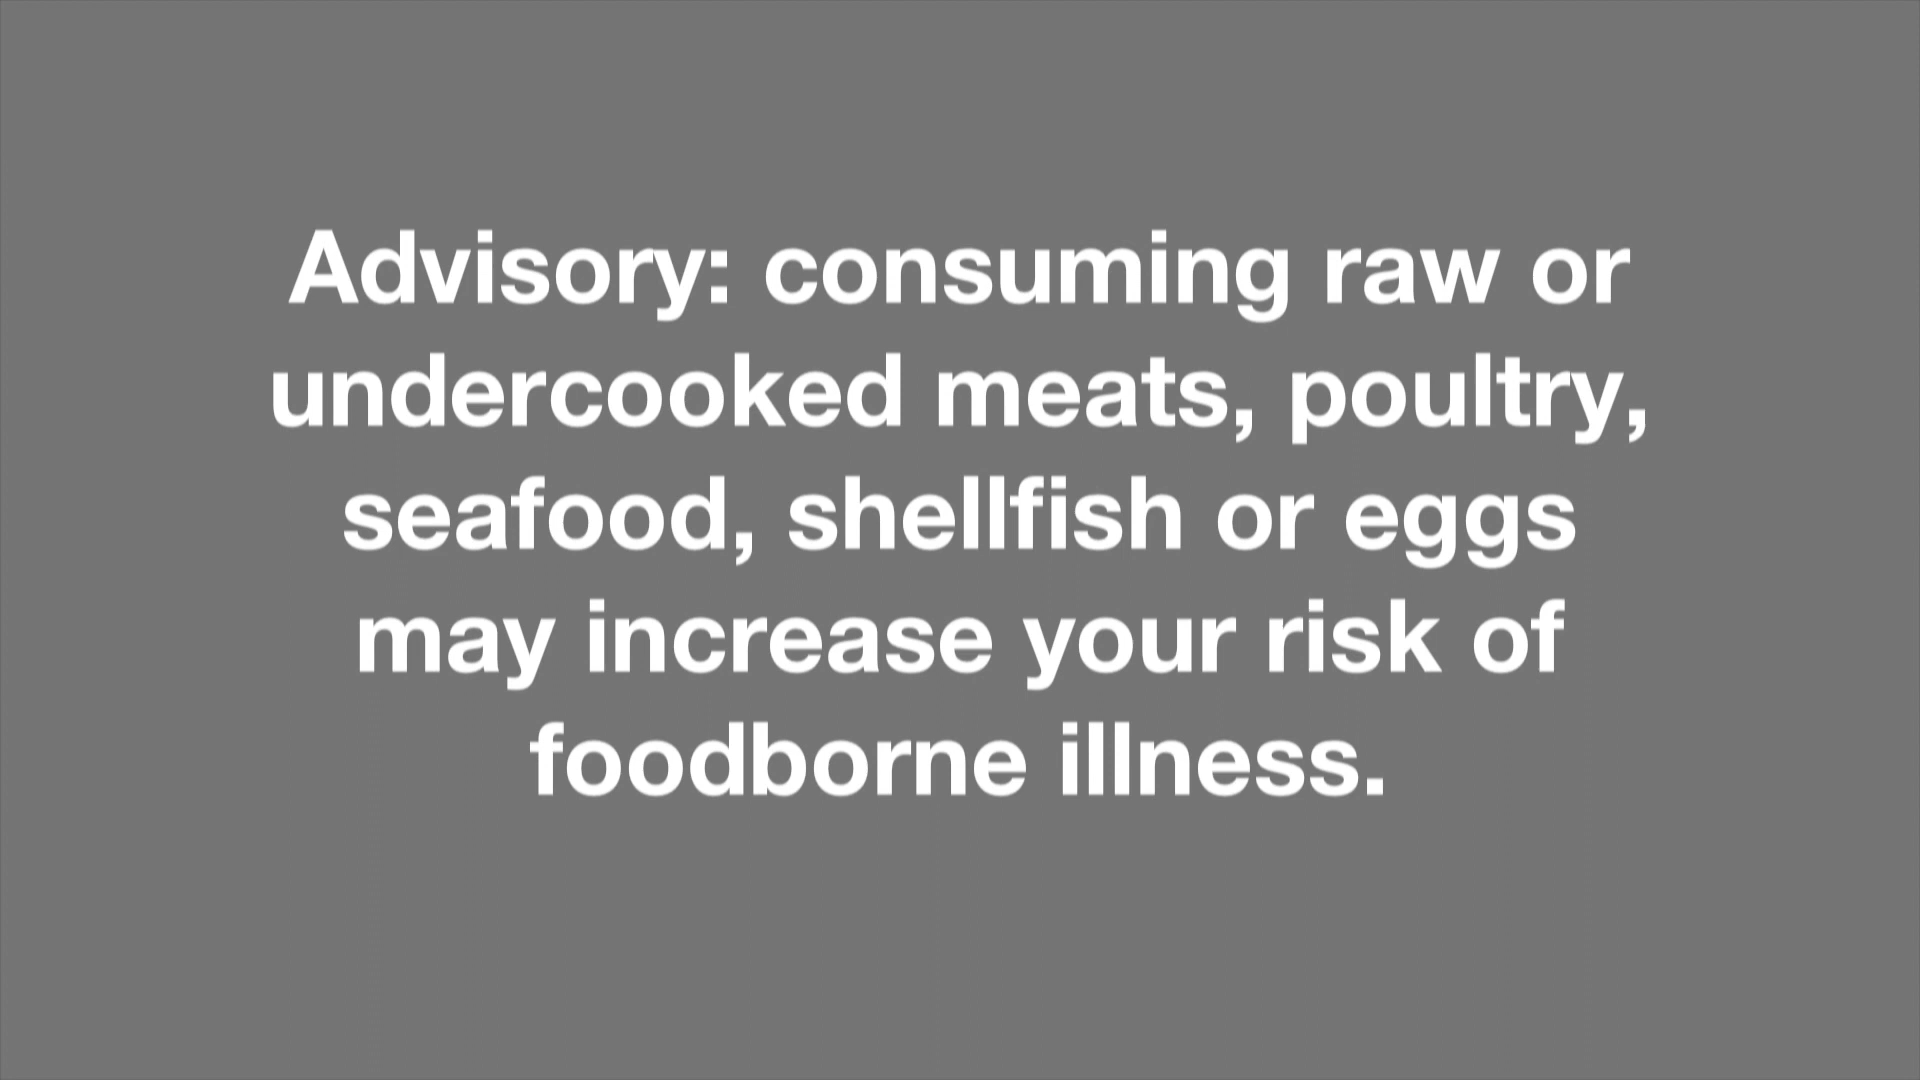 Advisory: consuming raw or
undercooked meats, poultry,
seafood, shellfish or eggs
may increase your risk of
foodborne illness.